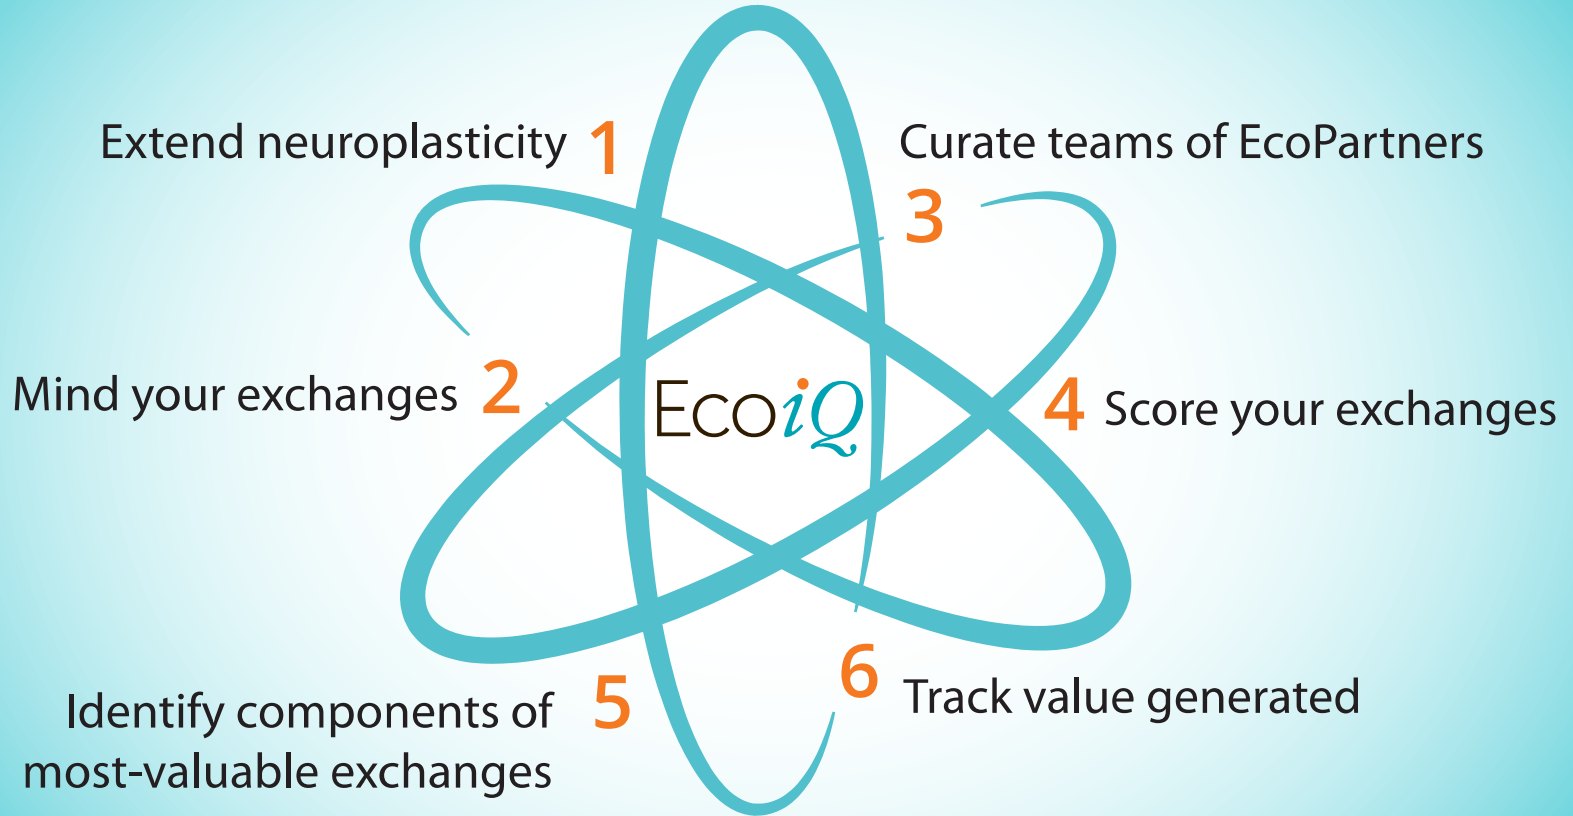 Extend neuroplasticity 1
Curate teams of EcoPartners
3
Mind your exchanges 2
EcoiQ
4 Score your exchanges
Identify components of 5
most-valuable exchanges
6 Track value generated